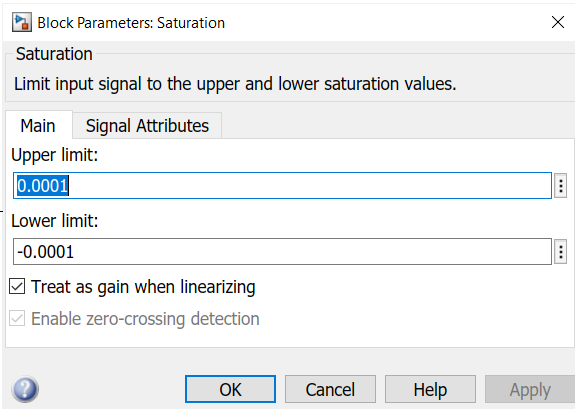 Block Parameters: Saturation
Saturation
Limit input signal to the upper and lower saturation values.
Main Signal Attributes
Upper limit:
0.0001
Lower limit:
-0.0001
Treat as gain when linearizing
Enable zero-crossing detection
? OK Cancel Help Apply